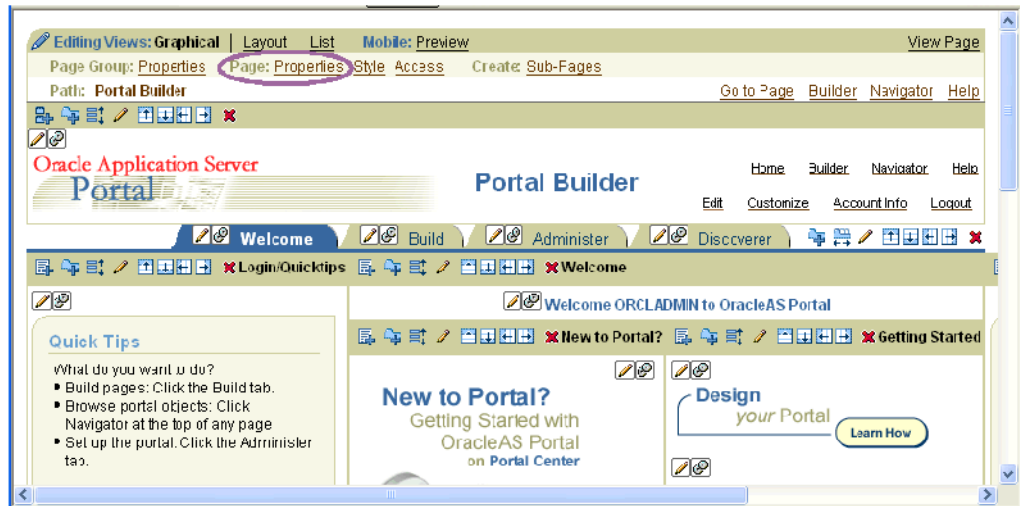 Editing Views: Graphical | Layout List Mobile: Preview View Page
Page Group: Properties Page: Properties Style Access Create: Sub-Pages
Path: Portal Builder Go to Page Builder Navigator Help
Oracle Application Server
Portal
Portal Builder
Home Builder Navigator Help
Edit Customize Account Info Logout
Welcome Build Administer Discoverer
Login/Quicktips Welcome
Welcome ORCLADMIN to OracleAS Portal
New to Portal? Getting Started
Quick Tips
What do you want to do?
• Build pages: Click the Build tab.
• Browse portal objects: Click
Navigator at the top of any page
• Set up the portal. Click the Administer
tab.
New to Portal?
Getting Started with
OracleAS Portal
on Portal Center
Design
your Portal
Learn How